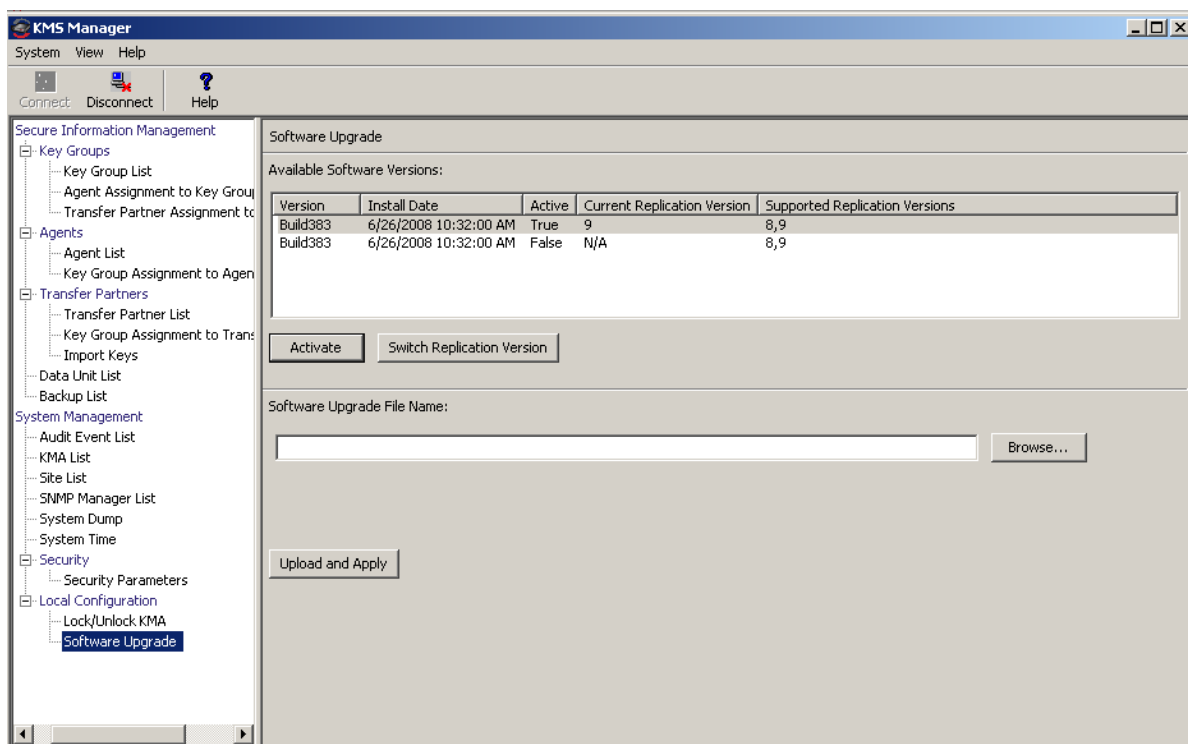 KMS Manager
System View Help
Connect Disconnect Help
Secure Information Management
Key Groups
Key Group List
Agent Assignment to Key Grou
Transfer Partner Assignment to
Agents
Agent List
Key Group Assignment to Agen
Transfer Partners
Transfer Partner List
Key Group Assignment to Trans
Import Keys
Data Unit List
Backup List
System Management
Audit Event List
KMA List
Site List
SNMP Manager List
System Dump
System Time
Security
Security Parameters
Local Configuration
Lock/Unlock KMA
Software Upgrade
Software Upgrade
Available Software Versions:
Version Install Date Active Current Replication Version Supported Replication Versions
Build383 6/26/2008 10:32:00 AM True 9 8,9
Build383 6/26/2008 10:32:00 AM False N/A 8,9
Activate Switch Replication Version
Software Upgrade File Name:
Browse...
Upload and Apply